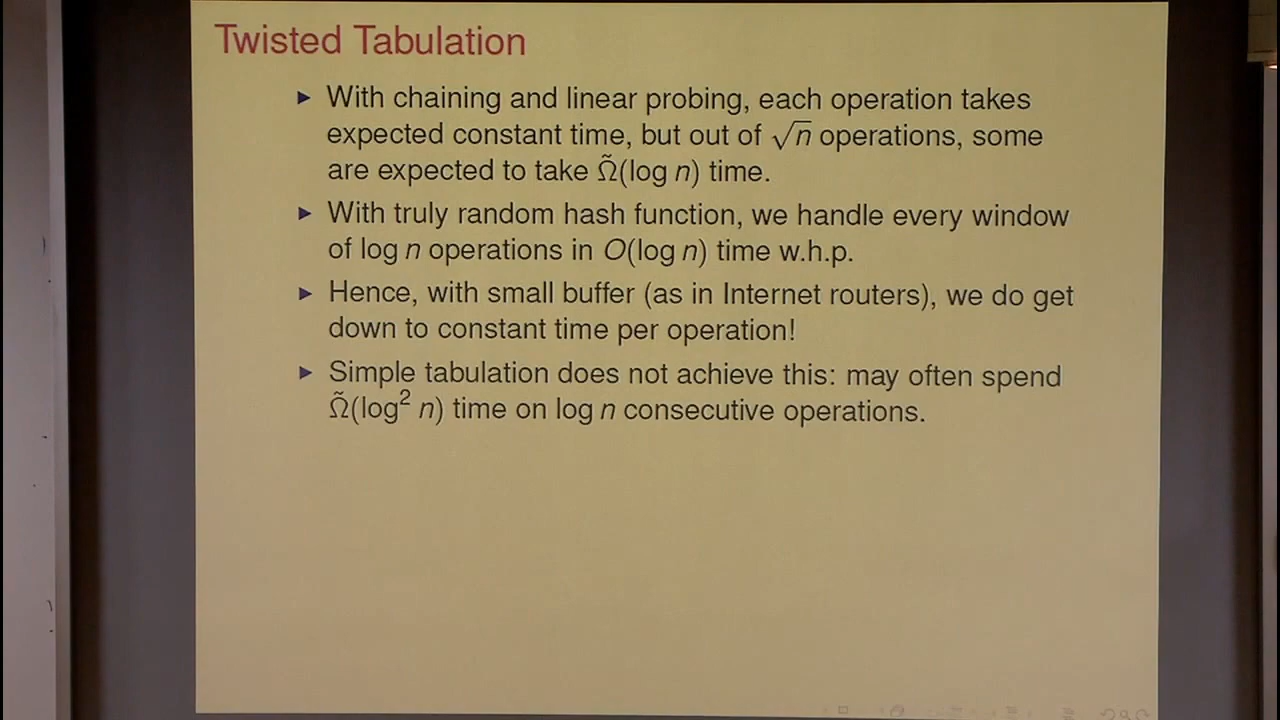 Twisted Tabulation
▶ With chaining and linear probing, each operation takes
expected constant time, but out of √n operations, some
are expected to take Ω̃(log n) time.
▶ With truly random hash function, we handle every window
of log n operations in O(log n) time w.h.p.
▶ Hence, with small buffer (as in Internet routers), we do get
down to constant time per operation!
▶ Simple tabulation does not achieve this: may often spend
Ω̃(log² n) time on log n consecutive operations.